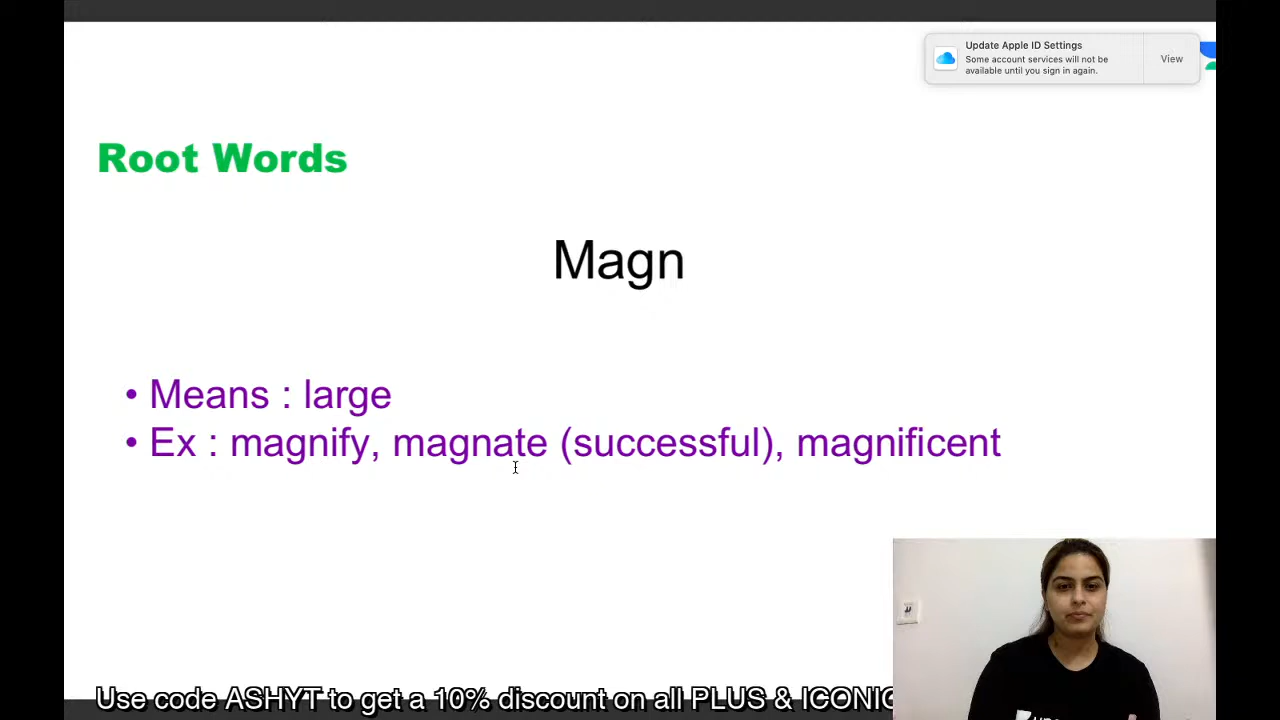 Update Apple ID Settings
Some account services will not be
available until you sign in again.
View
Root Words
Magn
• Means : large
• Ex : magnify, magnate (successful), magnificent
Use code ASHYT to get a 10% discount on all PLUS & ICONIC